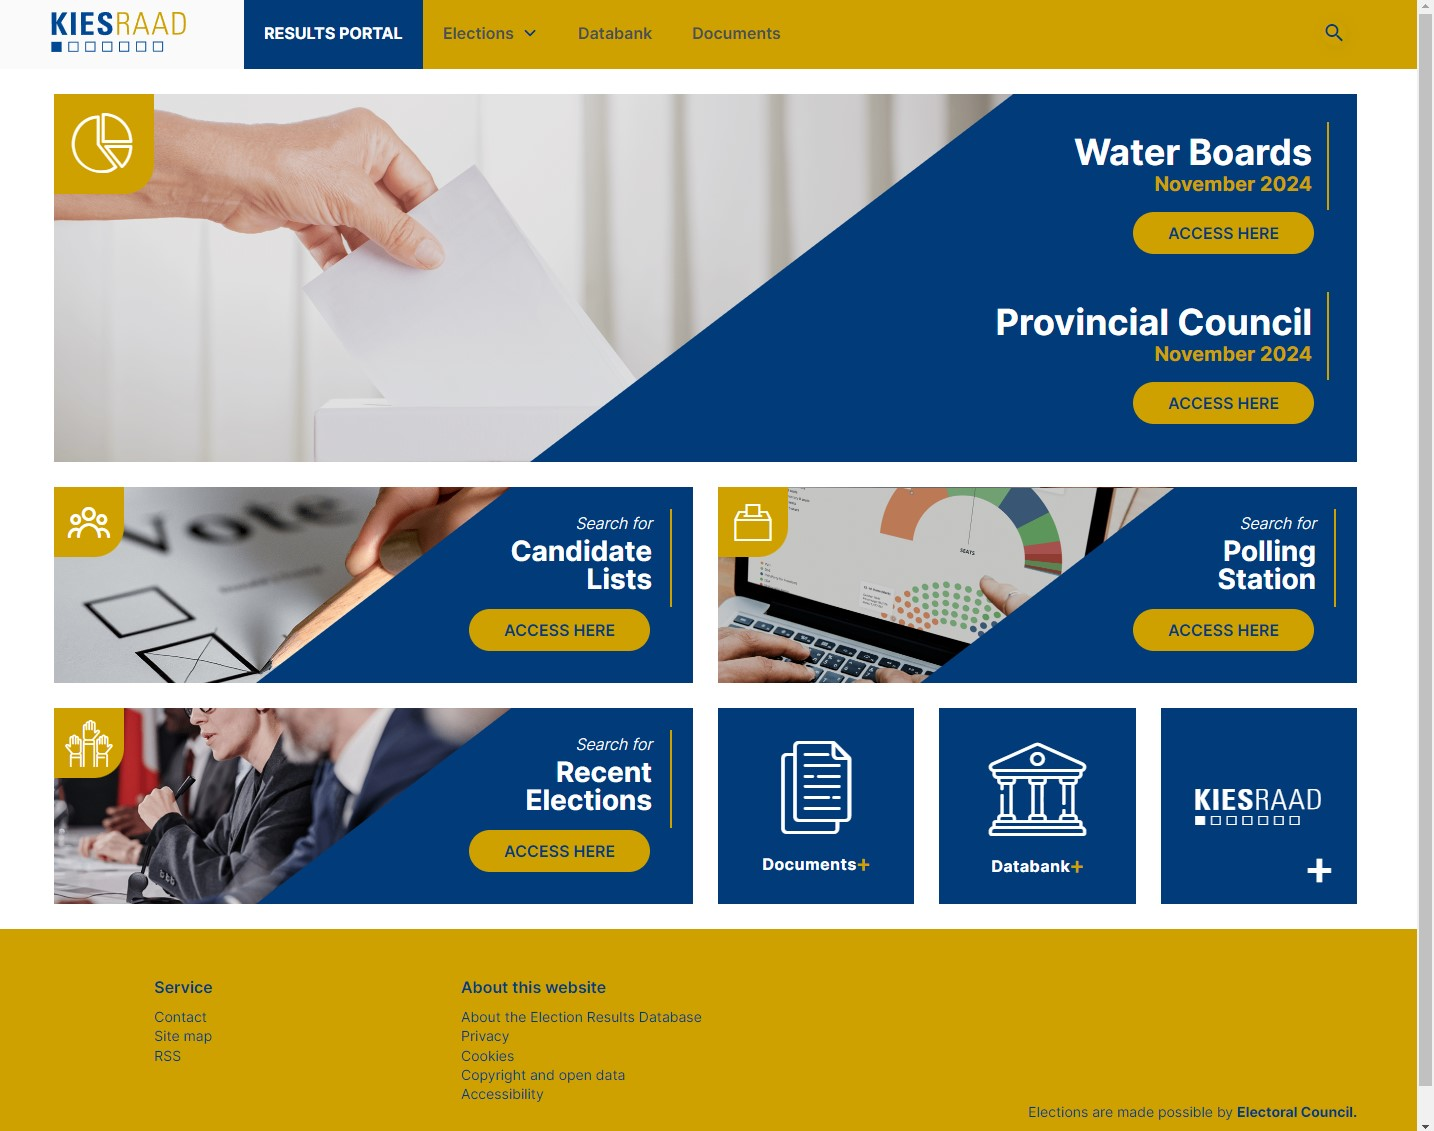 KIESRAAD
RESULTS PORTAL
Elections
Databank
Documents
Water Boards
November 2024
ACCESS HERE
Provincial Council
November 2024
ACCESS HERE
vote
Search for
Candidate
Lists
ACCESS HERE
SEATS
Search for
Polling
Station
ACCESS HERE
Search for
Recent
Elections
ACCESS HERE
Documents+
Databank+
KIESRAAD
+
Service
Contact
Site map
RSS
About this website
About the Election Results Database
Privacy
Cookies
Copyright and open data
Accessibility
Elections are made possible by Electoral Council.